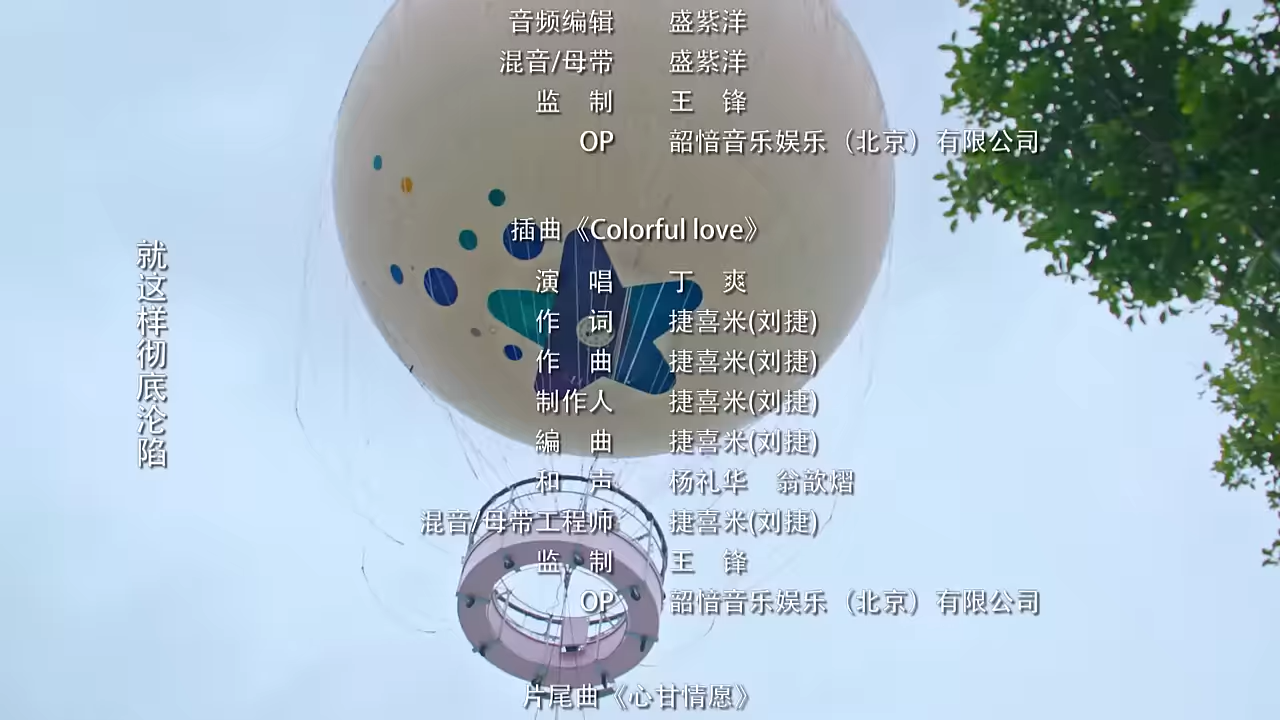 音频编辑 盛紫洋
混音/母带 盛紫洋
监 制 王 锋
OP 韶愔音乐娱乐（北京）有限公司
插曲《Colorful love》
演 唱 丁 爽
作 词 捷喜米(刘捷)
作 曲 捷喜米(刘捷)
制作人 捷喜米(刘捷)
编 曲 捷喜米(刘捷)
和 声 杨礼华 翁歆熠
混音/母带工程师 捷喜米(刘捷)
监 制 王 锋
OP 韶愔音乐娱乐（北京）有限公司
片尾曲《心甘情愿》
就这样彻底沦陷